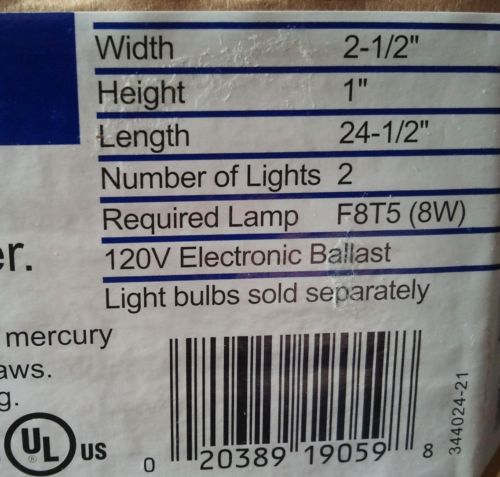 Width 2-1/2"
Height 1"
Length 24-1/2"
Number of Lights 2
Required Lamp F8T5 (8W)
er.
120V Electronic Ballast
Light bulbs sold separately
mercury
aws.
g.
UL® US
0 20389 19059 8
344024-21